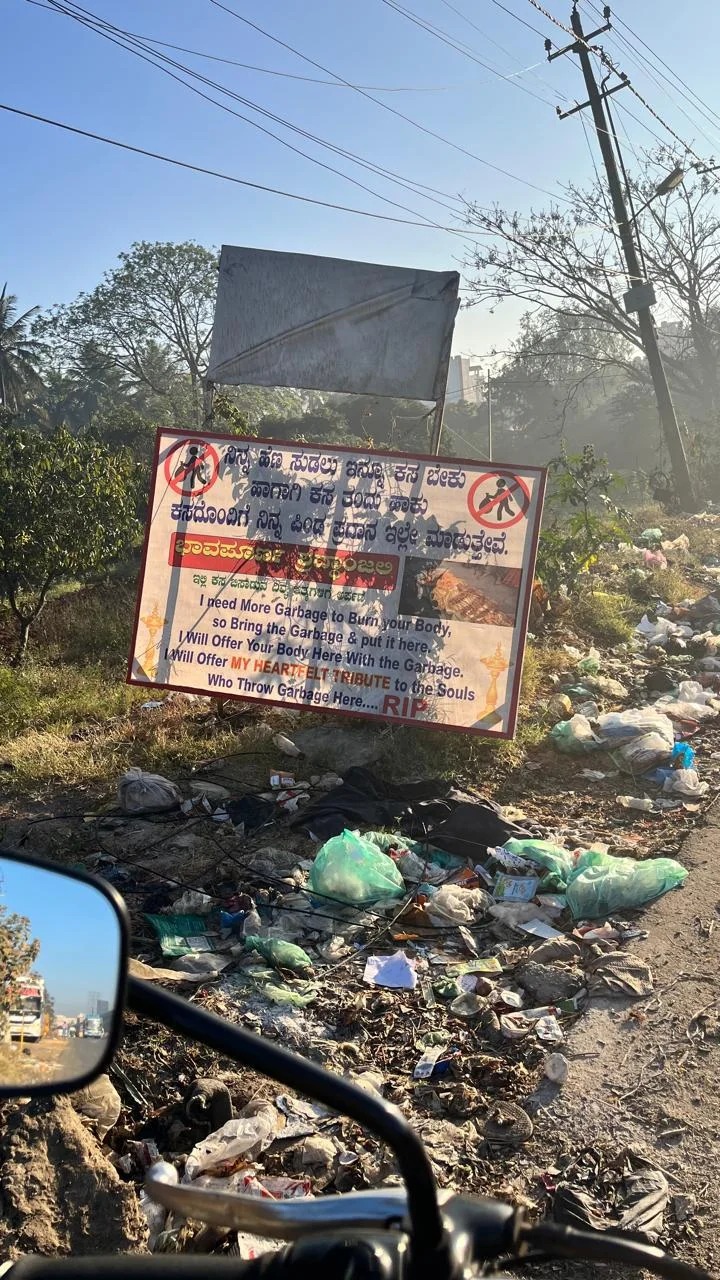 ನಿನ್ನ ಹೆಣ ಸುಡಲು ಇನ್ನೂ ಕಸ ಬೇಕು
ಹಾಗಾಗಿ ಕಸ ತಂದು ಹಾಕು
ಕಸದೊಂದಿಗೆ ನಿನ್ನ ಪಿಂಡ ಪ್ರದಾನ ಇಲ್ಲೇ ಮಾಡುತ್ತೇವೆ.
ಭಾವಪೂರ್ಣ ಶ್ರದ್ಧಾಂಜಲಿ
ಇಲ್ಲಿ ಕಸ ಬಿಸಾಡುವ
I need More Garbage to Burn your Body,
so Bring the Garbage & put it here,
I Will Offer Your Body Here With the Garbage.
I Will Offer MY HEARTFELT TRIBUTE to the Souls
Who Throw Garbage Here.... RIP